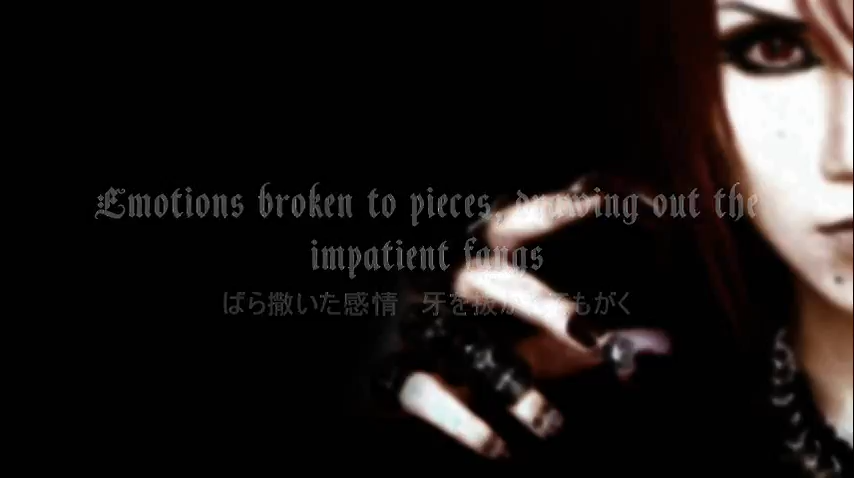 Emotions broken to pieces, drawing out the
impatient fangs
ばら撒いた感情　牙を抜かくてもがく